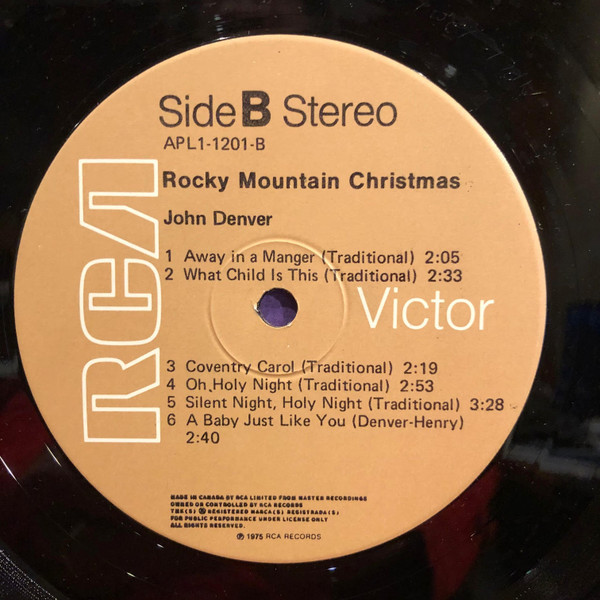 Side B Stereo
APL1-1201-B
Rocky Mountain Christmas
John Denver
1 Away in a Manger (Traditional) 2:05
2 What Child Is This (Traditional) 2:33
RCA
Victor
3 Coventry Carol (Traditional) 2:19
4 Oh, Holy Night (Traditional) 2:53
5 Silent Night, Holy Night (Traditional) 3:28
6 A Baby Just Like You (Denver-Henry)
2:40
MADE IN CANADA BY RCA LIMITED FROM MASTER RECORDINGS
OWNED OR CONTROLLED BY RCA RECORDS
TMK(S) ® REGISTERED MARCA(S) REGISTRADA(S)
FOR PUBLIC PERFORMANCE UNDER LICENSE ONLY
ALL RIGHTS RESERVED.
℗ 1975 RCA RECORDS